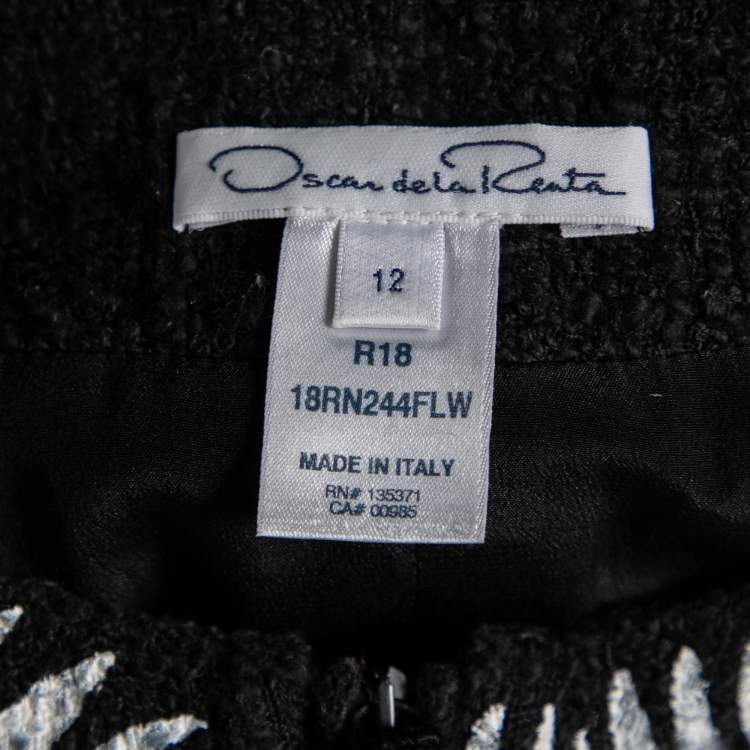 Oscar de la Renta
12
R18
18RN244FLW
MADE IN ITALY
RN# 135371
CA# 00985